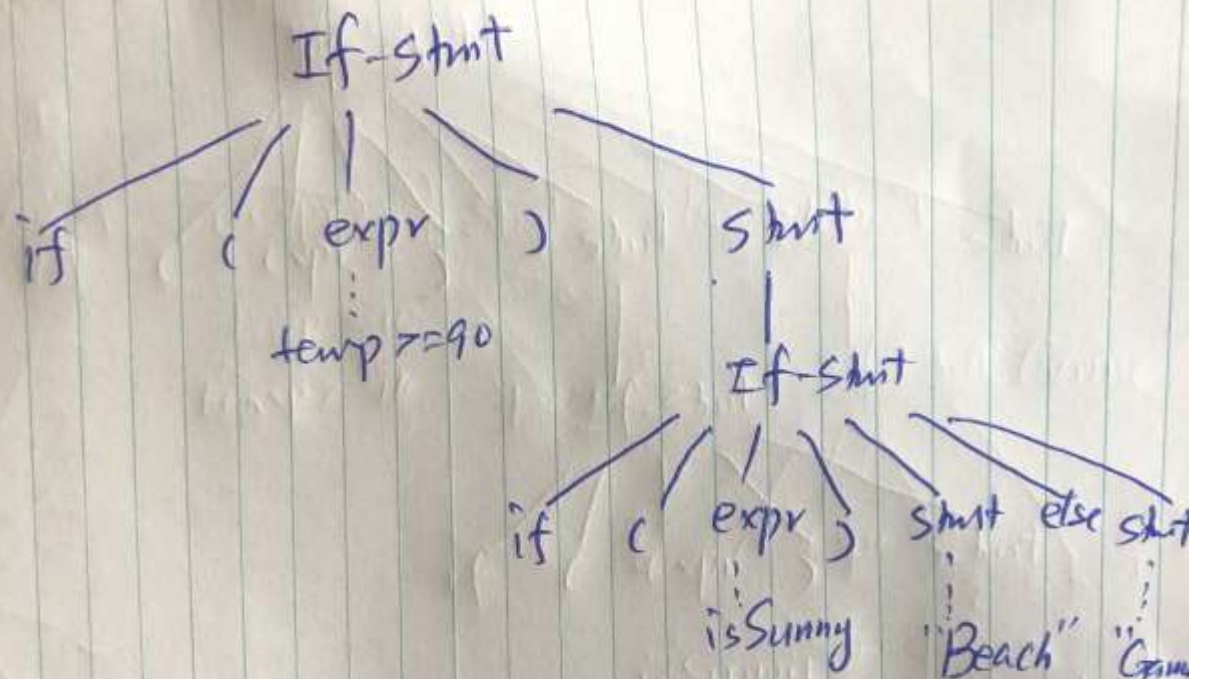 If-stmt
if ( expr ) stmt
temp >=90
If-stmt
if ( expr ) stmt else stmt
isSunny "Beach"